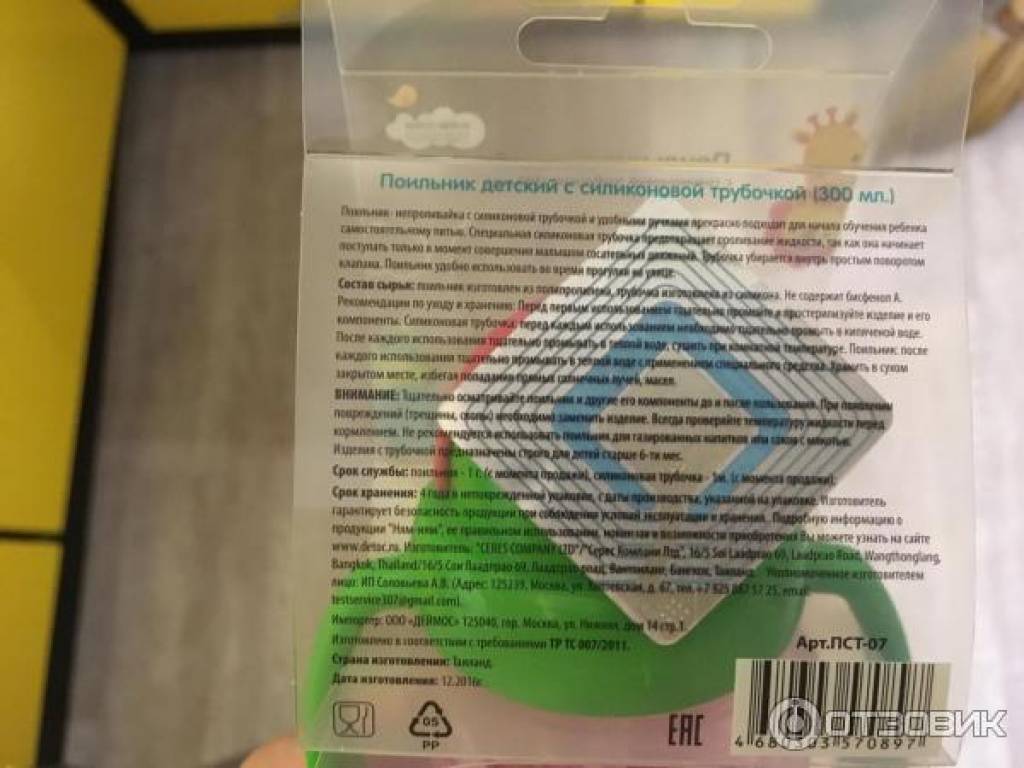 Поильник детский с силиконовой трубочкой (300 мл.)
Поильник - непроливайка с силиконовой трубочкой и удобными ручками прекрасно подходит для начала обучения ребенка
самостоятельному питью. Специальная силиконовая трубочка предотвращает проливание жидкости, так как она начинает
поступать только в момент совершения малышом сосательных движений. Трубочка убирается внутрь простым поворотом
клапана. Поильник удобно использовать во время прогулки на улице.
Состав сырья: поильник изготовлен из полипропилена, трубочка изготовлена из силикона. Не содержит бисфенол А.
Рекомендации по уходу и хранению: Перед первым использованием тщательно промойте и простерилизуйте изделие и его
компоненты. Силиконовая трубочка: перед каждым использованием необходимо тщательно промыть в кипяченой воде.
После каждого использования тщательно промывать в теплой воде, сушить при комнатной температуре. Поильник: после
каждого использования тщательно промывать в теплой воде с применением специального средства. Хранить в сухом
закрытом месте, избегая попадания прямых солнечных лучей, масел.
ВНИМАНИЕ: Тщательно осматривайте поильник и другие его компоненты до и после использования. При появлении
повреждений (трещины, сколы) необходимо заменить изделие. Всегда проверяйте температуру жидкости перед
кормлением. Не рекомендуется использовать поильник для газированных напитков или соков с мякотью.
Изделия с трубочкой предназначены строго для детей старше 6-ти мес.
Срок службы: поильник - 1 г. (с момента продажи), силиконовая трубочка - (с момента продажи);
Срок хранения: 4 года в неповрежденной упаковке, с даты производства, указанной на упаковке. Изготовитель
гарантирует безопасность продукции при соблюдении условий эксплуатации и хранения. Подробную информацию о
продукции "Ням-ням", ее правильном использовании, новинках и возможности приобретения Вы можете узнать на сайте
www.detoc.ru. Изготовитель: "CERES COMPANY LTD"/"Серес Компани Лтд", 16/5 Soi Laadprao 69, Laadprao Road, Wangthonglang,
Bangkok, Thailand/16/5 Сои Лаадпрао 69, Лаадпрао роад, Вангтонланг, Бангкок, Таиланд. Уполномоченное изготовителем
лицо: ИП Соловьева А.В. (Адрес: 125239, Москва, ул. д. 67, тел. email:
testservice307@gmail.com).
Импортер: ООО «ДЕЙМОС» 125040, гор. Москва, ул. Нижняя, дом 14 стр.1.
Изготовлено в соответствии с требованиями ТР ТС 007/2011.
Страна изготовления: Таиланд.
Дата изготовления: 12.2016г.
Арт.ПСТ-07
05
PP
ЕАС
4 680303 570897
ОТЗОВИК